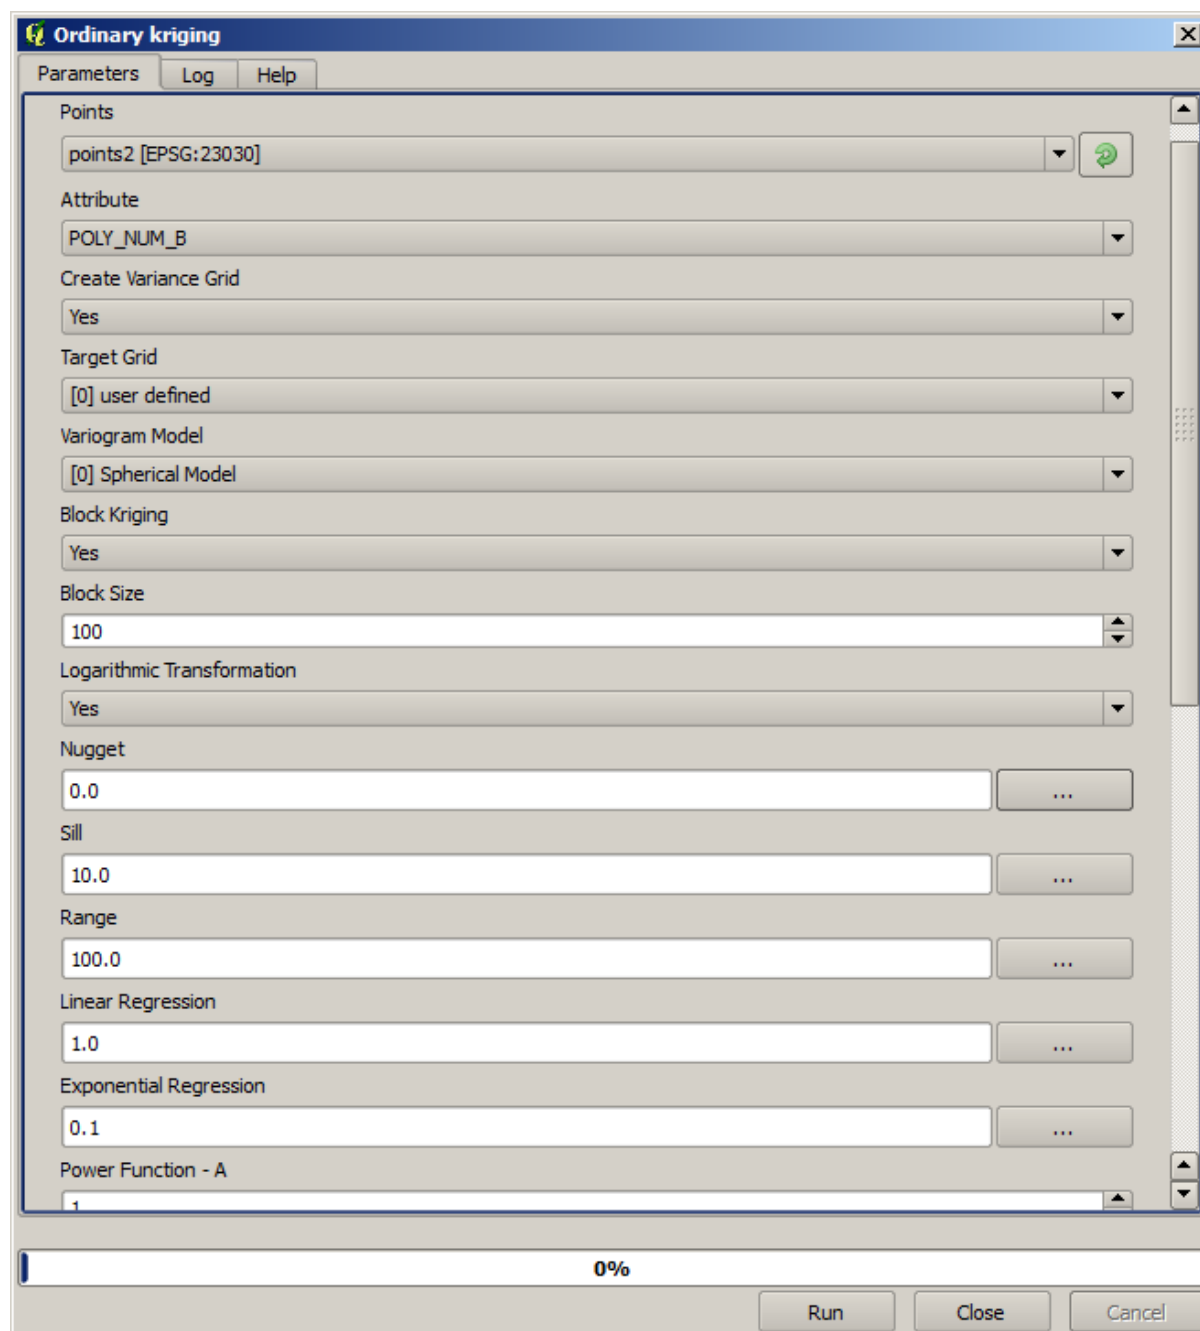 Ordinary kriging
Parameters Log Help
Points
points2 [EPSG:23030]
Attribute
POLY_NUM_B
Create Variance Grid
Yes
Target Grid
[0] user defined
Variogram Model
[0] Spherical Model
Block Kriging
Yes
Block Size
100
Logarithmic Transformation
Yes
Nugget
0.0 ...
Sill
10.0 ...
Range
100.0 ...
Linear Regression
1.0 ...
Exponential Regression
0.1 ...
Power Function - A
1
0%
Run Close Cancel